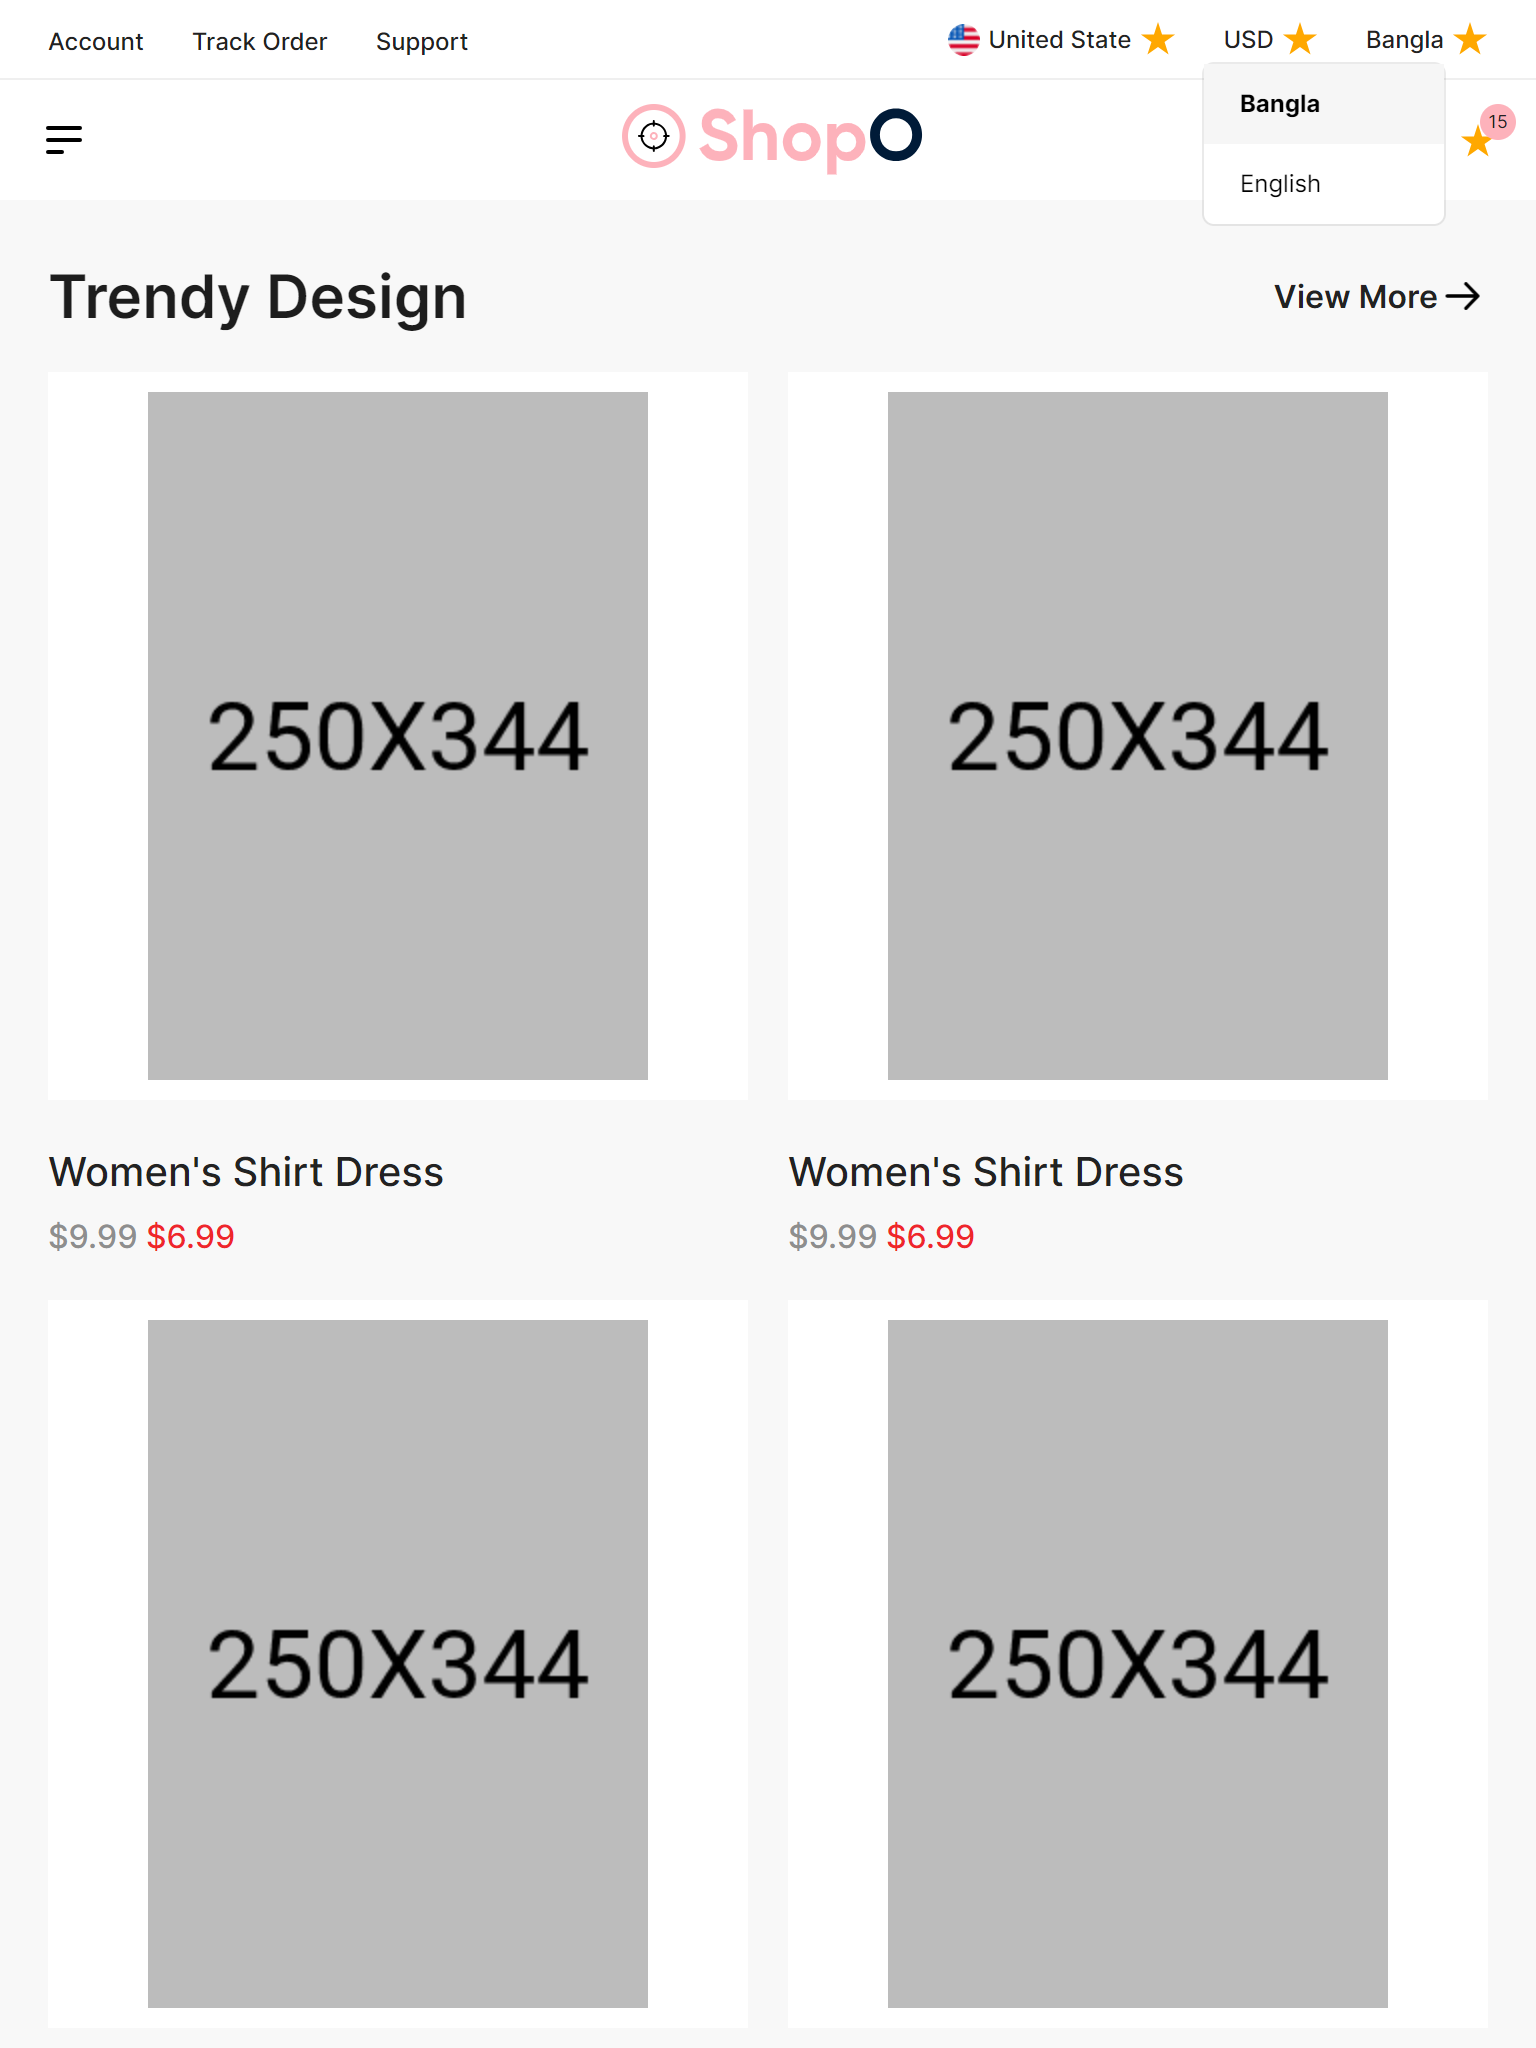 Account Track Order Support United State USD Bangla
Bangla
English
ShopO
15
Trendy Design View More
250X344 250X344
Women's Shirt Dress Women's Shirt Dress
$9.99 $6.99 $9.99 $6.99
250X344 250X344